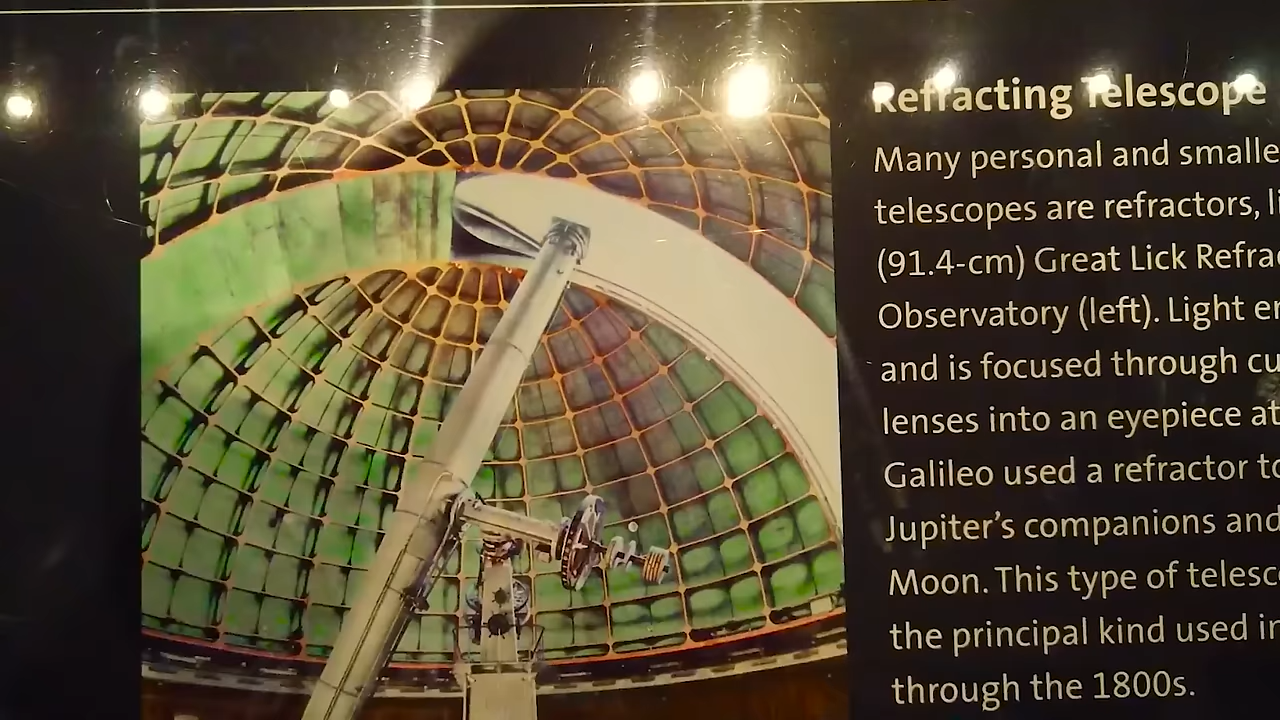 Refracting Telescope
Many personal and smalle
telescopes are refractors, li
(91.4-cm) Great Lick Refra
Observatory (left). Light en
and is focused through cu
lenses into an eyepiece at
Galileo used a refractor to
Jupiter's companions and
Moon. This type of telesc
the principal kind used in
through the 1800s.